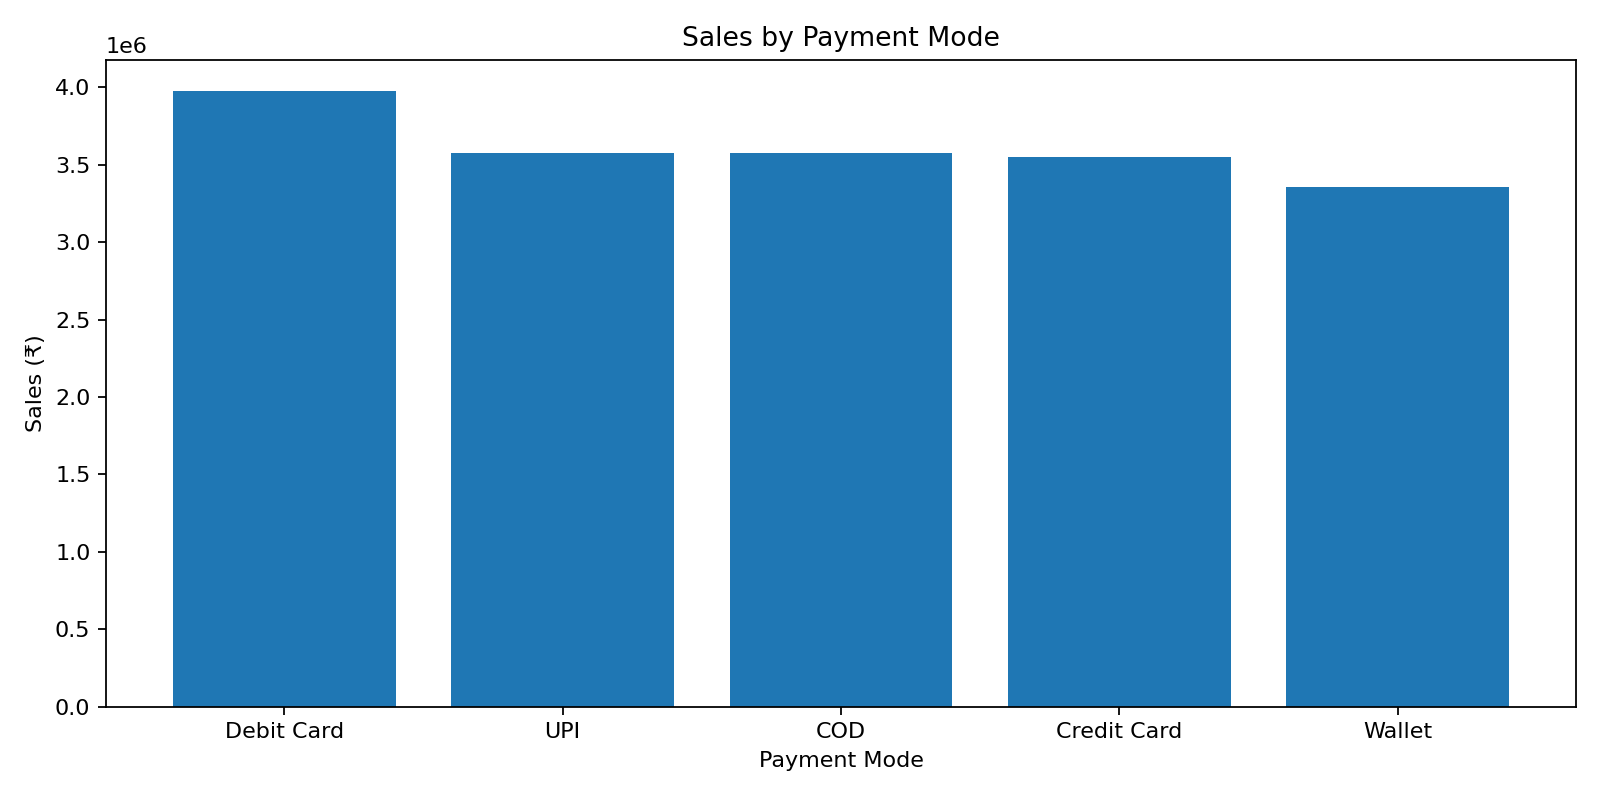 Sales by Payment Mode
1e6
4.0
3.5
3.0
2.5
2.0
1.5
1.0
0.5
0.0
Sales (₹)
Debit Card UPI COD Credit Card Wallet
Payment Mode